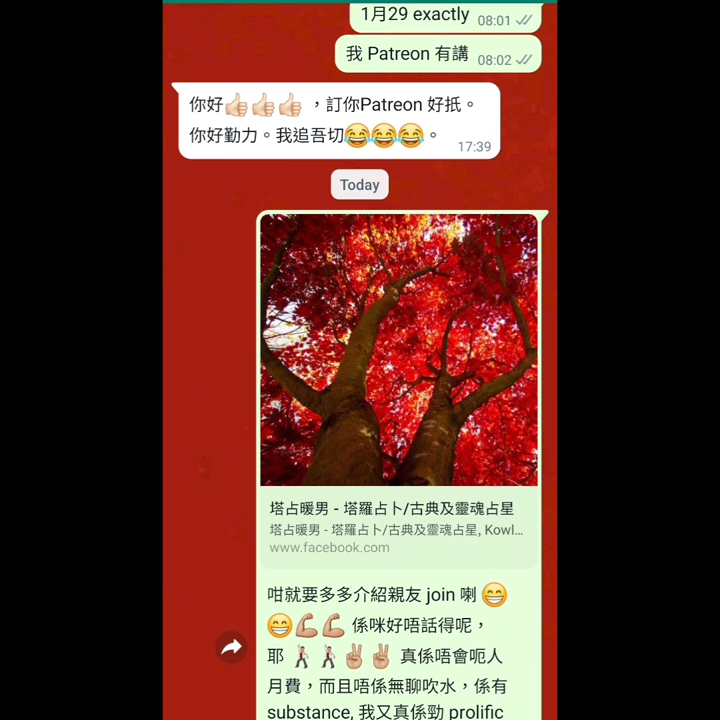 1月29 exactly 08:01
我 Patreon 有講 08:02
你好👍🏻👍🏻👍🏻，訂你Patreon 好抵。
你好勤力。我追吾切😂😂😂。
17:39
Today
塔占暖男 - 塔羅占卜/古典及靈魂占星
塔占暖男 - 塔羅占卜/古典及靈魂占星, Kowl...
www.facebook.com
咁就要多多介紹親友 join 喇 😁
😁💪🏼💪🏼 係咪好唔話得呢，
耶 🕺🏻🕺🏻✌🏼✌🏼 真係唔會呃人
月費，而且唔係無聊吹水，係有
substance, 我又真係勁 prolific